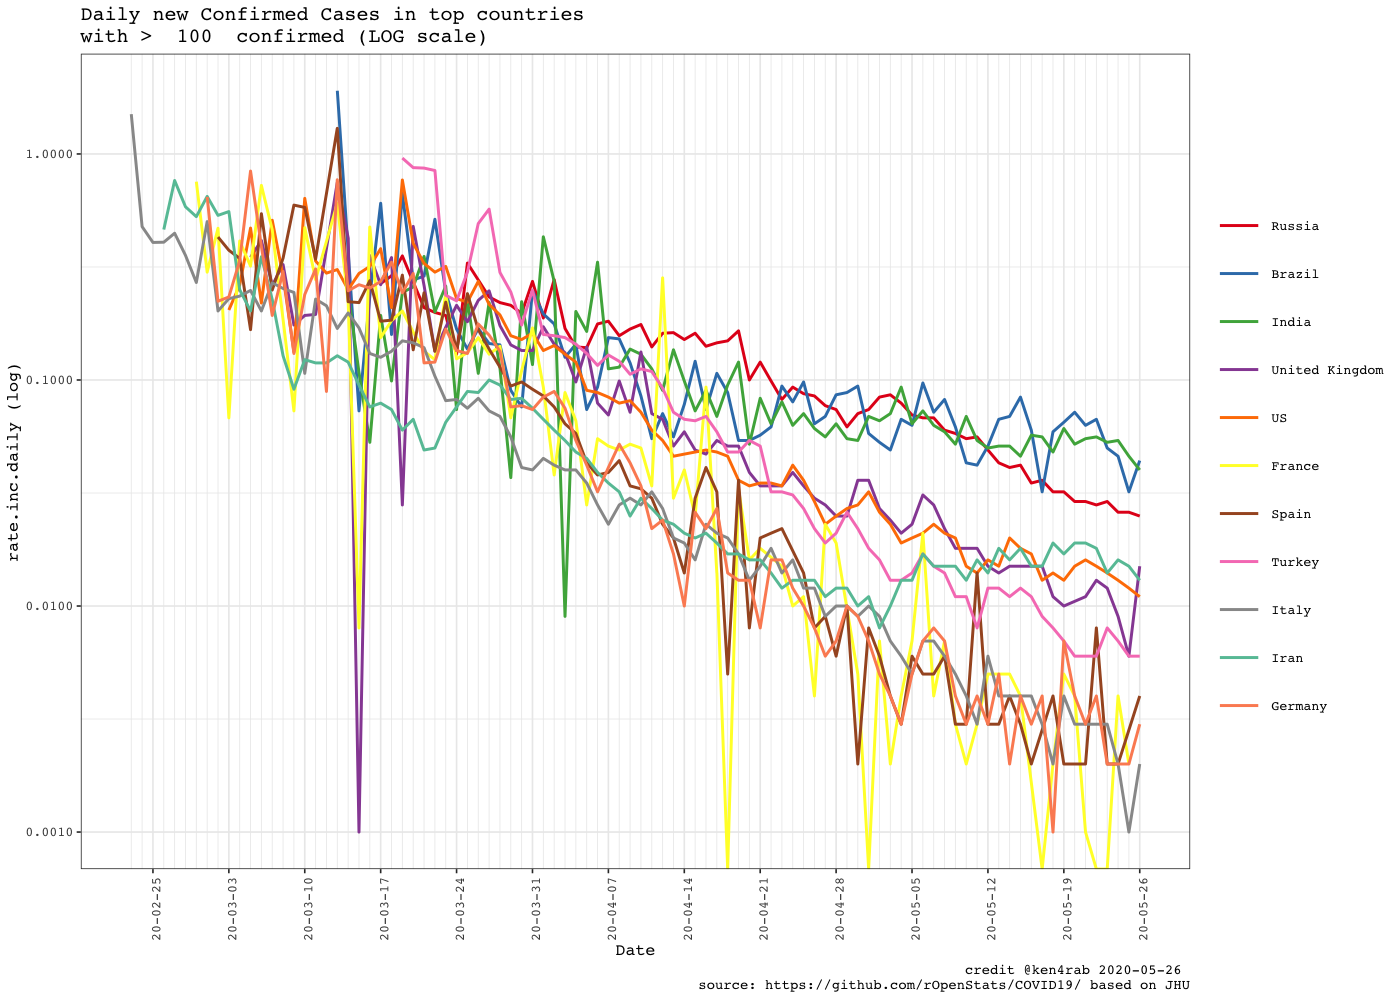 Daily new Confirmed Cases in top countries
with >  100  confirmed (LOG scale)
rate.inc.daily (log)
1.0000
0.1000
0.0100
0.0010
20-02-25
20-03-03
20-03-10
20-03-17
20-03-24
20-03-31
20-04-07
20-04-14
20-04-21
20-04-28
20-05-05
20-05-12
20-05-19
20-05-26
Date
Russia
Brazil
India
United Kingdom
US
France
Spain
Turkey
Italy
Iran
Germany
credit @ken4rab 2020-05-26
source: https://github.com/rOpenStats/COVID19/ based on JHU